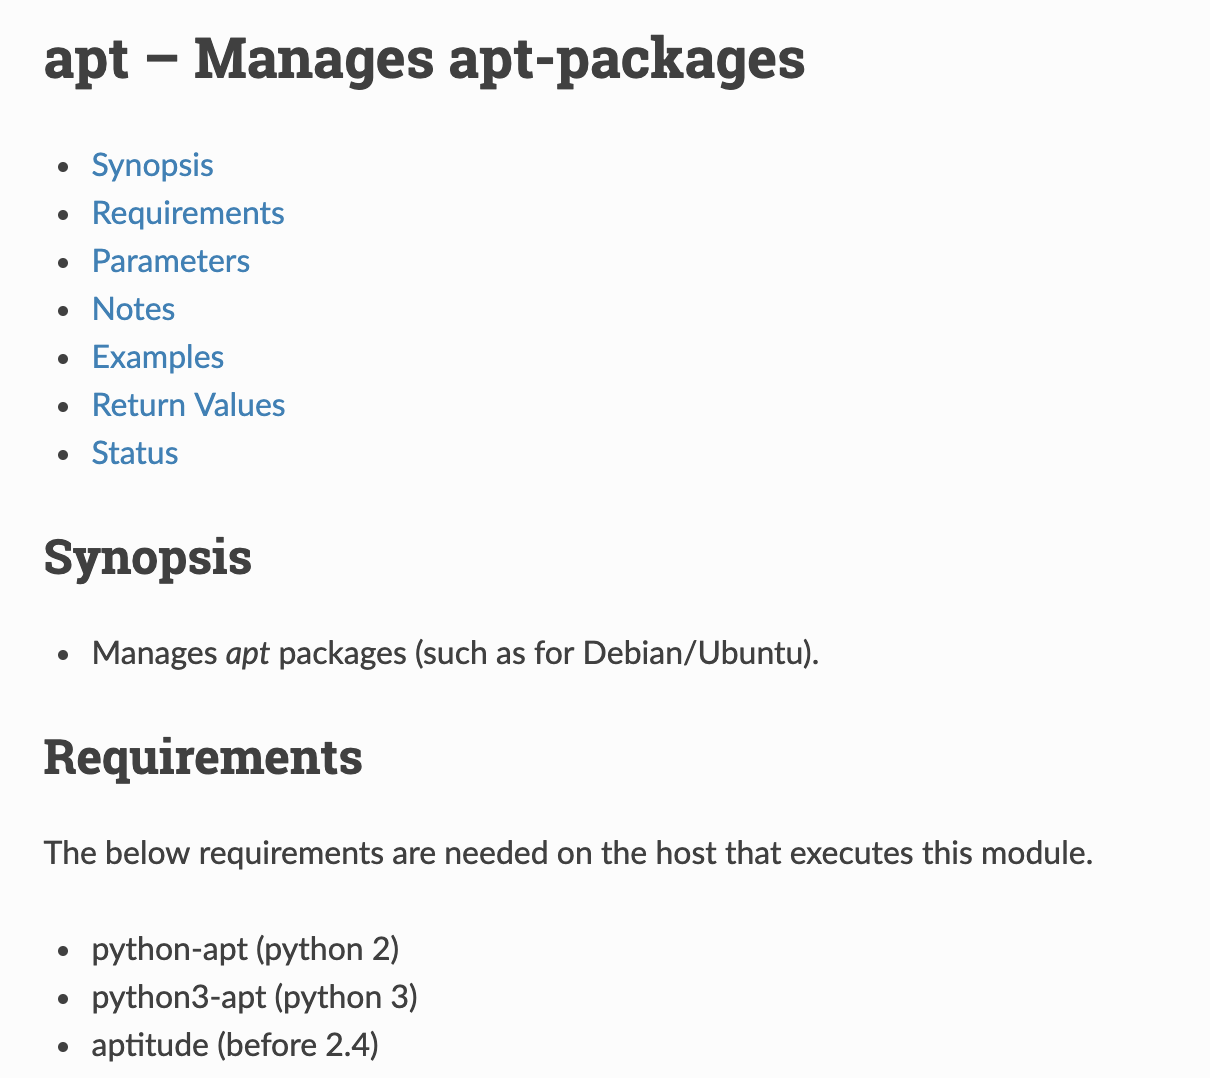 apt – Manages apt-packages
Synopsis
Requirements
Parameters
Notes
Examples
Return Values
Status
Synopsis
Manages apt packages (such as for Debian/Ubuntu).
Requirements
The below requirements are needed on the host that executes this module.
python-apt (python 2)
python3-apt (python 3)
aptitude (before 2.4)